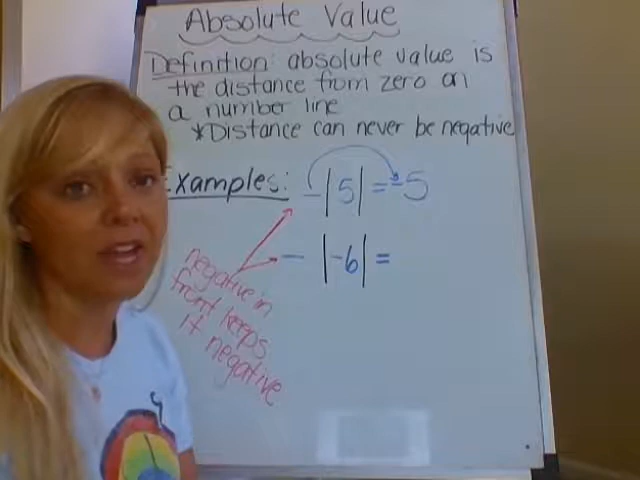 Absolute Value
Definition: absolute value is
the distance from zero on
a number line
*Distance can never be negative
Examples: -|5|=-5
- |-6|=
negative in
front keeps
it negative